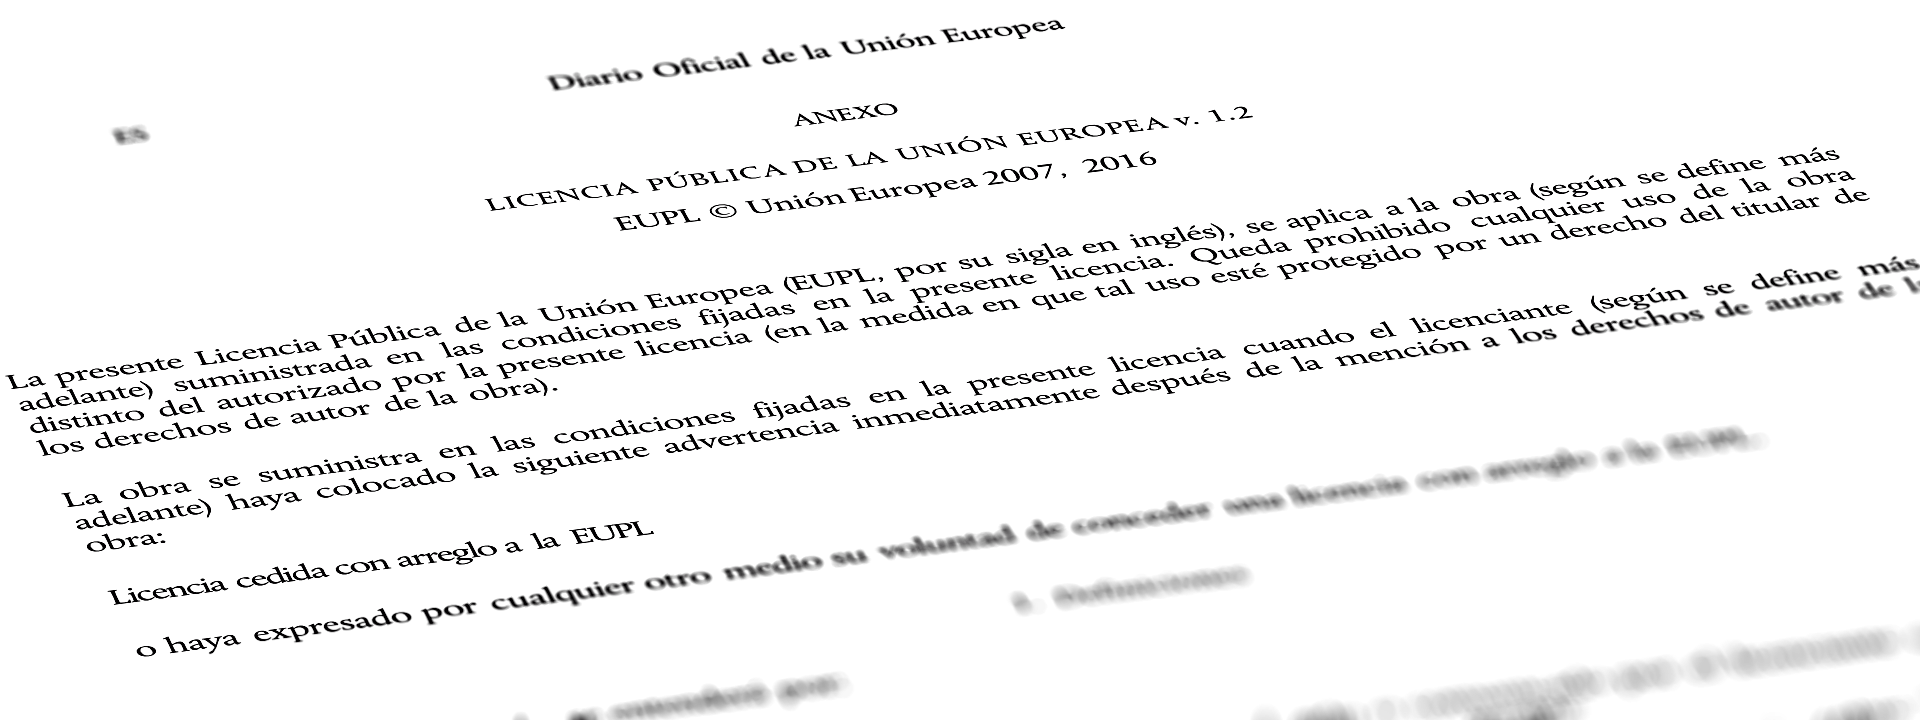 Diario Oficial de la Unión Europea
ES
ANEXO
LICENCIA PÚBLICA DE LA UNIÓN EUROPEA v. 1.2
EUPL © Unión Europea 2007, 2016
La presente Licencia Pública de la Unión Europea (EUPL, por su sigla en inglés), se aplica a la obra (según se define más
adelante) suministrada en las condiciones fijadas en la presente licencia. Queda prohibido cualquier uso de la obra
distinto del autorizado por la presente licencia (en la medida en que tal uso esté protegido por un derecho del titular de
los derechos de autor de la obra).
La obra se suministra en las condiciones fijadas en la presente licencia cuando el licenciante (según se define más
adelante) haya colocado la siguiente advertencia inmediatamente después de la mención a los derechos de autor de la
obra:
Licencia cedida con arreglo a la EUPL
o haya expresado por cualquier otro medio su voluntad de conceder una licencia con arreglo a la EUPL.